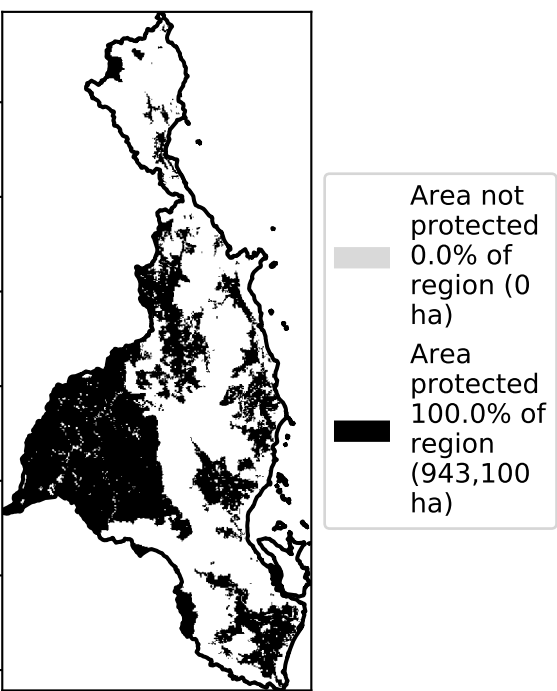 Area not
protected
0.0% of
region (0
ha)
Area
protected
100.0% of
region
(943,100
ha)